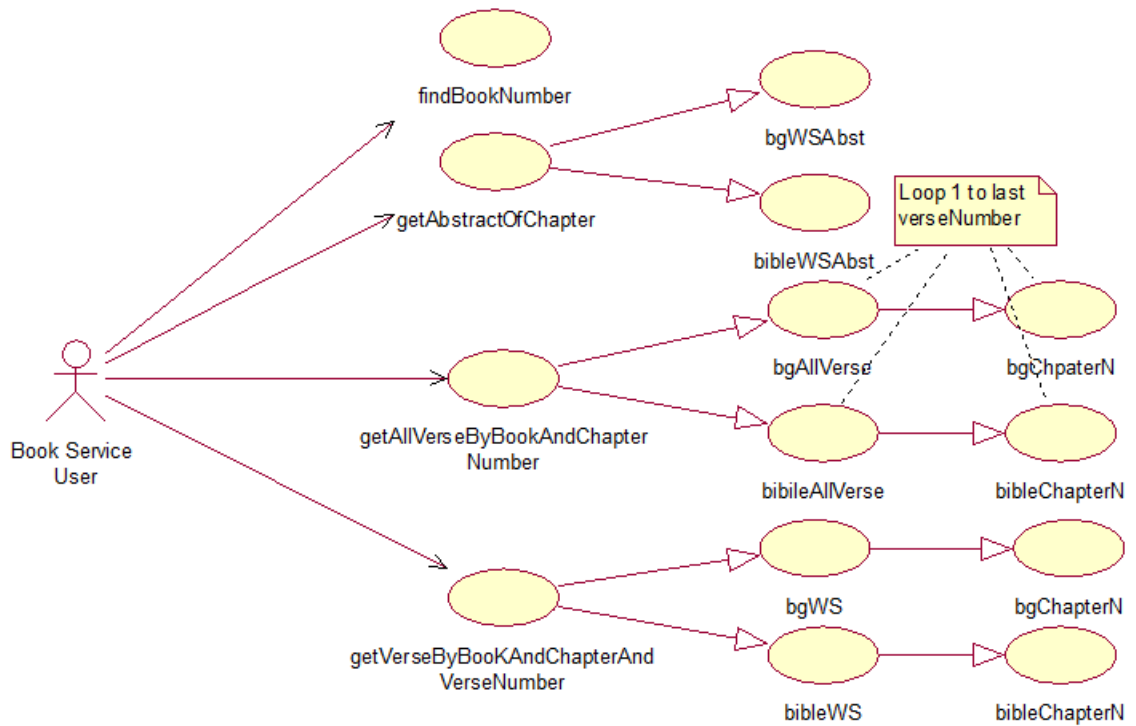 findBookNumber
bgWSAbst
Loop 1 to last
verseNumber
getAbstractOfChapter
bibleWSAbst
bgAllVerse
bgChpaterN
Book Service
User
getAllVerseByBookAndChapter
Number
bibileAllVerse
bibleChapterN
bgWS
bgChapterN
getVerseByBooKAndChapterAnd
VerseNumber
bibleWS
bibleChapterN